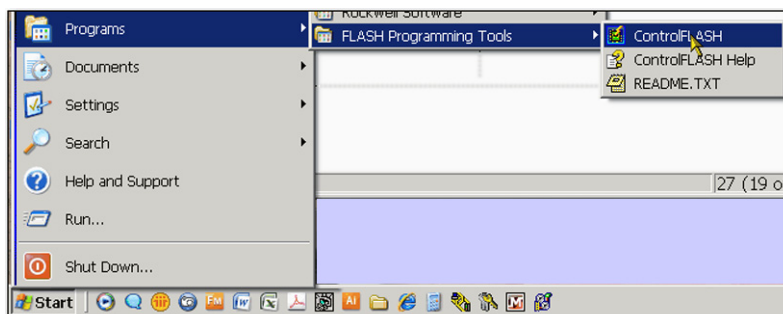 Rockwell Software
Programs
FLASH Programming Tools
ControlFLASH
ControlFLASH Help
README.TXT
Documents
Settings
Search
Help and Support
27 (19 o
Run...
Shut Down...
Start